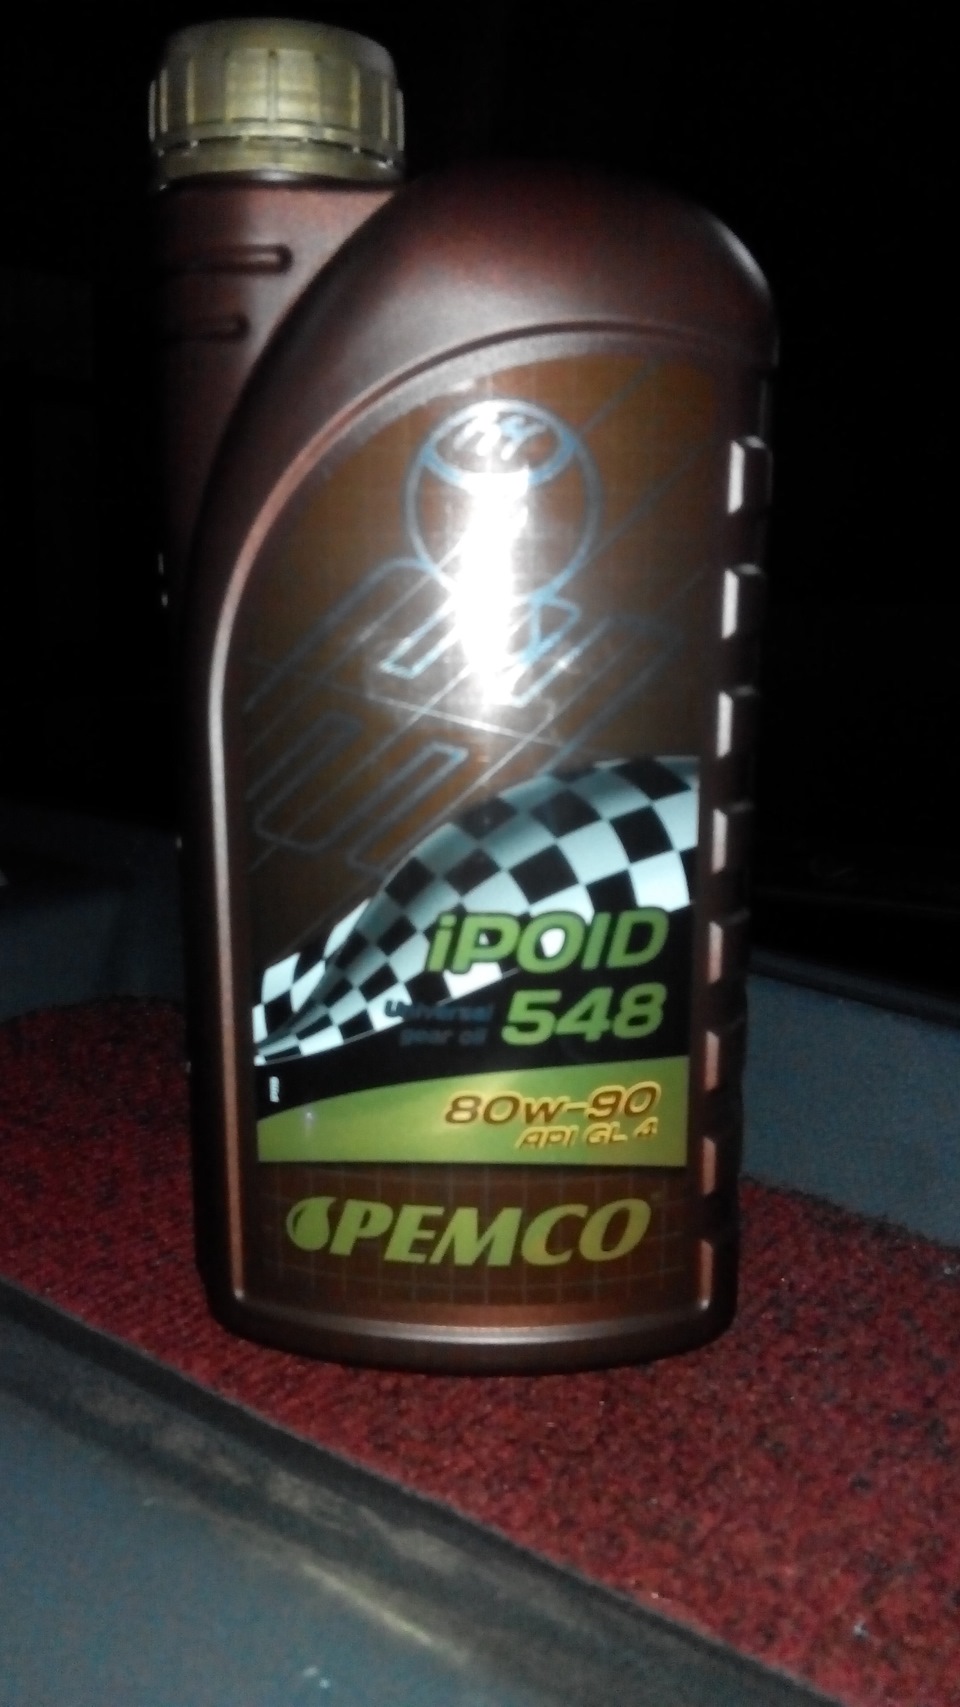 iPOID
Universal
gear oil
548
80w-90
API GL 4
PEMCO